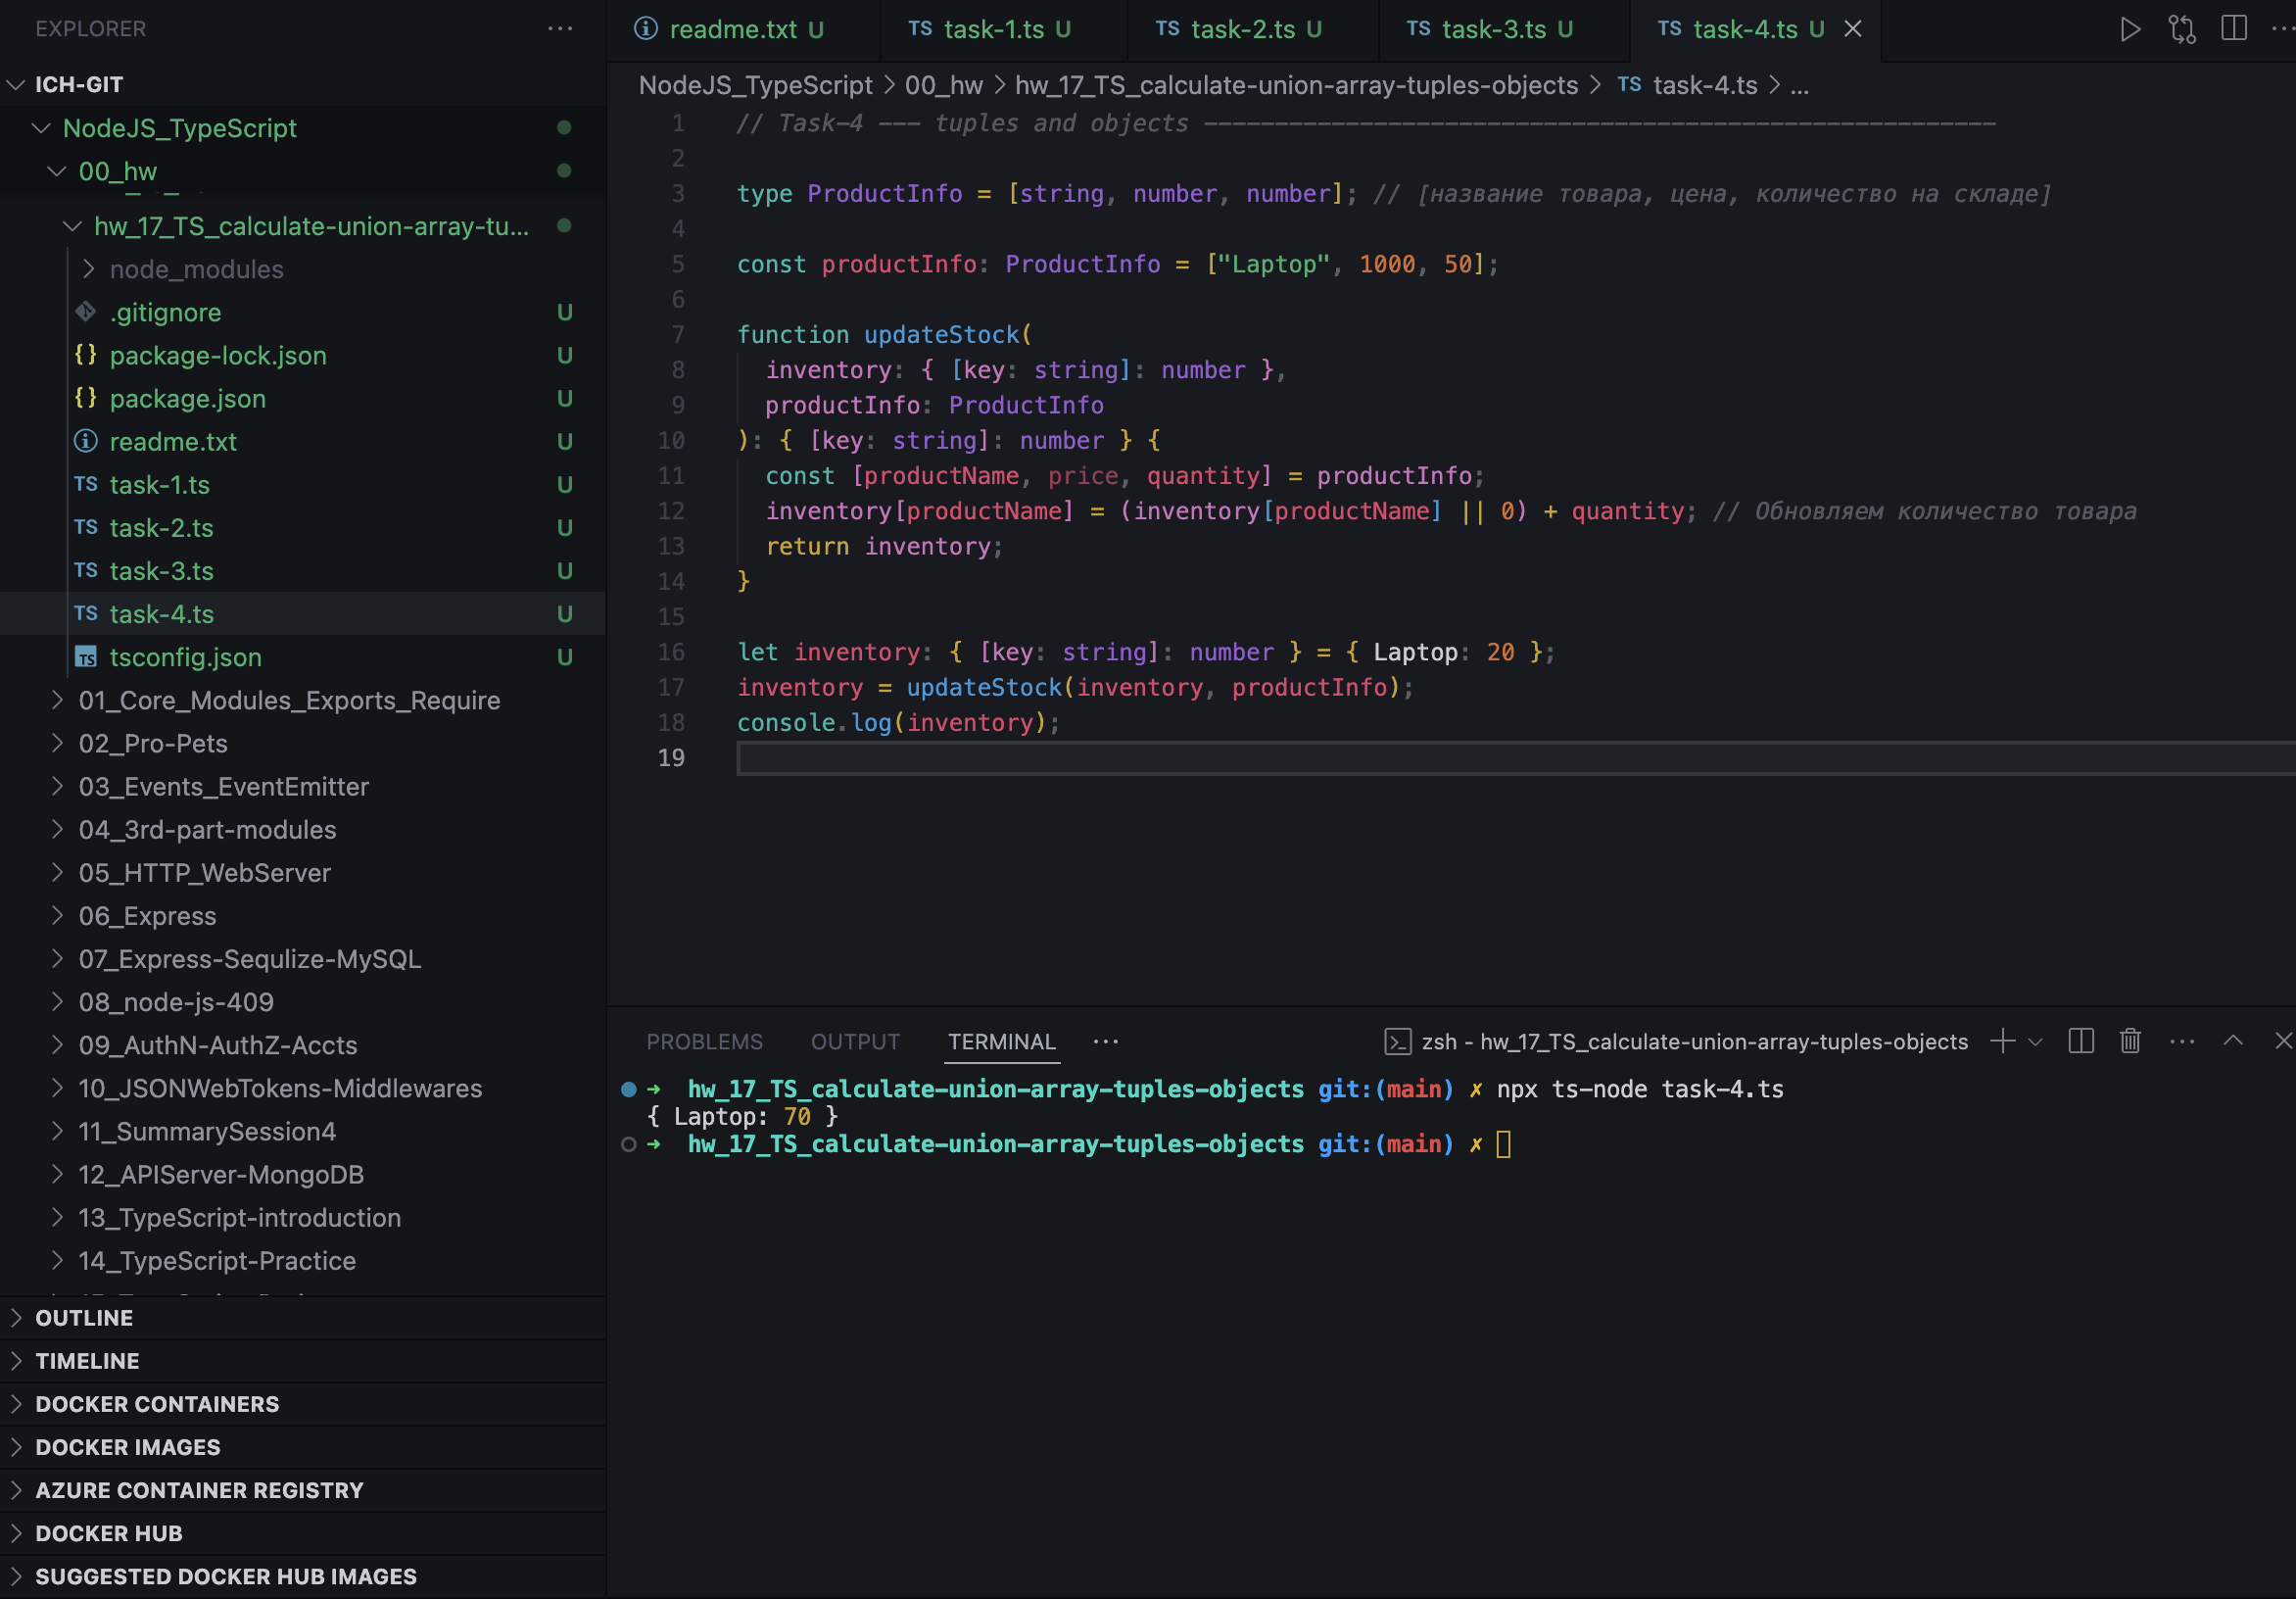 EXPLORER
ICH-GIT
NodeJS_TypeScript
00_hw
hw_17_TS_calculate-union-array-tu...
node_modules
.gitignore U
package-lock.json U
package.json U
readme.txt U
TS task-1.ts U
TS task-2.ts U
TS task-3.ts U
TS task-4.ts U
TS tsconfig.json U
01_Core_Modules_Exports_Require
02_Pro-Pets
03_Events_EventEmitter
04_3rd-part-modules
05_HTTP_WebServer
06_Express
07_Express-Sequlize-MySQL
08_node-js-409
09_AuthN-AuthZ-Accts
10_JSONWebTokens-Middlewares
11_SummarySession4
12_APIServer-MongoDB
13_TypeScript-introduction
14_TypeScript-Practice
OUTLINE
TIMELINE
DOCKER CONTAINERS
DOCKER IMAGES
AZURE CONTAINER REGISTRY
DOCKER HUB
SUGGESTED DOCKER HUB IMAGES
readme.txt U TS task-1.ts U TS task-2.ts U TS task-3.ts U TS task-4.ts U
NodeJS_TypeScript > 00_hw > hw_17_TS_calculate-union-array-tuples-objects > TS task-4.ts > ...
1 // Task-4 --- tuples and objects --------------------------------------------------------
2
3 type ProductInfo = [string, number, number]; // [название товара, цена, количество на складе]
4
5 const productInfo: ProductInfo = ["Laptop", 1000, 50];
6
7 function updateStock(
8 inventory: { [key: string]: number },
9 productInfo: ProductInfo
10 ): { [key: string]: number } {
11 const [productName, price, quantity] = productInfo;
12 inventory[productName] = (inventory[productName] || 0) + quantity; // Обновляем количество товара
13 return inventory;
14 }
15
16 let inventory: { [key: string]: number } = { Laptop: 20 };
17 inventory = updateStock(inventory, productInfo);
18 console.log(inventory);
19
PROBLEMS OUTPUT TERMINAL ... zsh - hw_17_TS_calculate-union-array-tuples-objects
➜ hw_17_TS_calculate-union-array-tuples-objects git:(main) ✗ npx ts-node task-4.ts
{ Laptop: 70 }
➜ hw_17_TS_calculate-union-array-tuples-objects git:(main) ✗